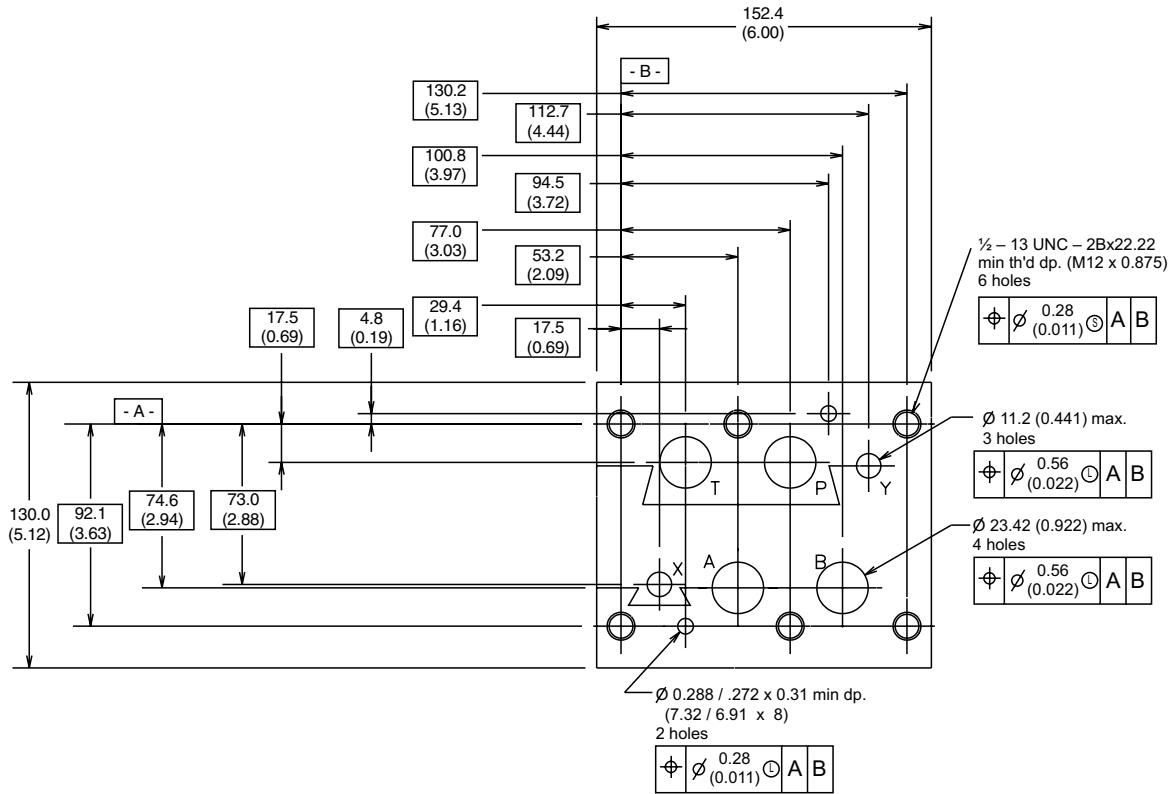 152.4
(6.00)
- B -
130.2
(5.13)
112.7
(4.44)
100.8
(3.97)
94.5
(3.72)
77.0
(3.03)
53.2
(2.09)
29.4
(1.16)
17.5
(0.69)
17.5
(0.69)
4.8
(0.19)
½ – 13 UNC – 2Bx22.22
min th'd dp. (M12 x 0.875)
6 holes
⌖ Ø 0.28 (0.011) Ⓢ A B
- A -
Ø 11.2 (0.441) max.
3 holes
⌖ Ø 0.56 (0.022) Ⓛ A B
T
P
Y
130.0
(5.12)
92.1
(3.63)
74.6
(2.94)
73.0
(2.88)
Ø 23.42 (0.922) max.
4 holes
⌖ Ø 0.56 (0.022) Ⓛ A B
X
A
B
Ø 0.288 / .272 x 0.31 min dp.
(7.32 / 6.91 x 8)
2 holes
⌖ Ø 0.28 (0.011) Ⓛ A B